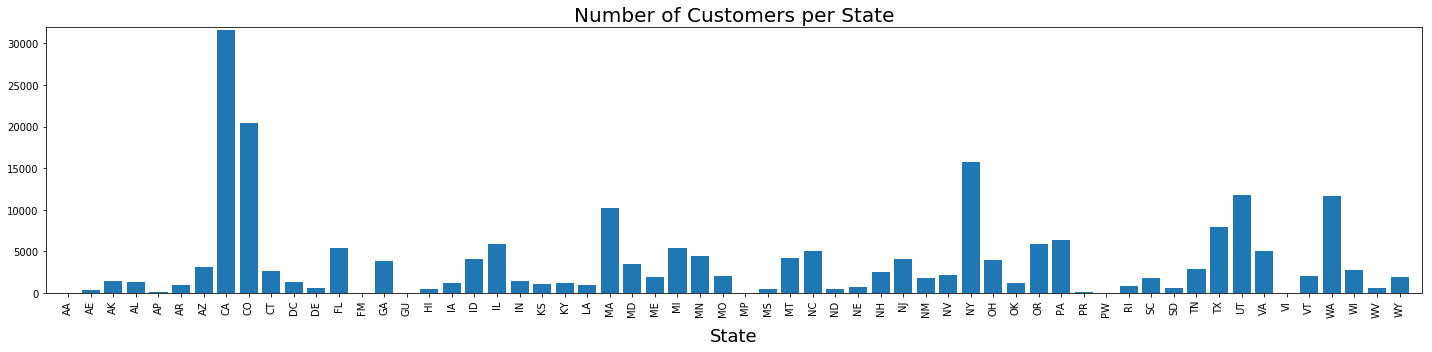 Number of Customers per State
30000
25000
20000
15000
10000
5000
0
AA AE AK AL AP AR AZ CA CO CT DC DE FL FM GA GU HI IA ID IL IN KS KY LA MA MD ME MI MN MO MP MS MT NC ND NE NH NJ NM NV NY OH OK OR PA PR PW RI SC SD TN TX UT VA VI VT WA WI WV WY
State